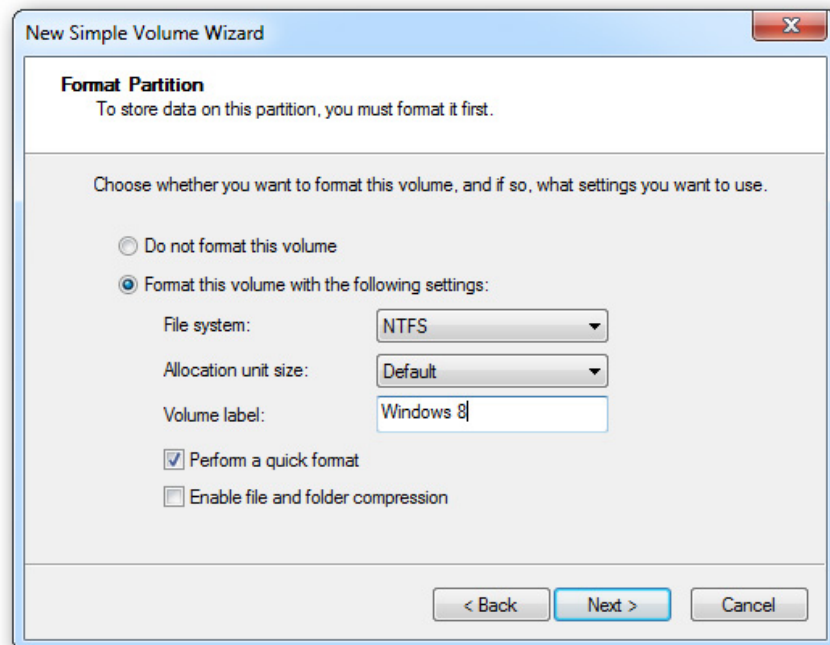 New Simple Volume Wizard
Format Partition
To store data on this partition, you must format it first.
Choose whether you want to format this volume, and if so, what settings you want to use.
Do not format this volume
Format this volume with the following settings:
File system: NTFS
Allocation unit size: Default
Volume label: Windows 8
Perform a quick format
Enable file and folder compression
< Back Next > Cancel